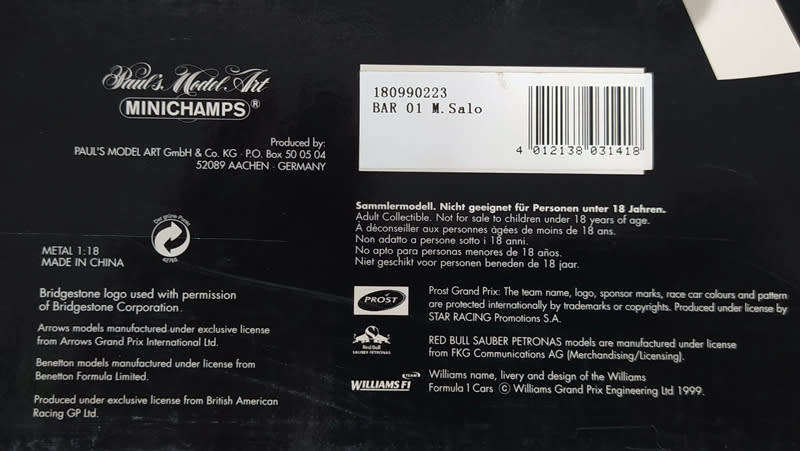 Paul's Model Art
MINICHAMPS®
Produced by:
PAUL'S MODEL ART GmbH & Co. KG · P.O. Box 50 05 04
52089 AACHEN · GERMANY
180990223
BAR 01 M.Salo
4 012138 031418
Der grüne Punkt
METAL 1:18
MADE IN CHINA
Bridgestone logo used with permission
of Bridgestone Corporation.
Arrows models manufactured under exclusive license
from Arrows Grand Prix International Ltd.
Benetton models manufactured under license from
Benetton Formula Limited.
Produced under exclusive license from British American
Racing GP Ltd.
Sammlermodell. Nicht geeignet für Personen unter 18 Jahren.
Adult Collectible. Not for sale to children under 18 years of age.
A déconseiller aux personnes âgées de moins de 18 ans.
Non adatto a persone sotto i 18 anni.
No apto para personas menores de 18 años.
Niet geschikt voor personen beneden de 18 jaar.
PROST
Prost Grand Prix: The team name, logo, sponsor marks, race car colours and pattern
are protected internationally by trademarks or copyrights. Produced under license by
STAR RACING Promotions S.A.
Red Bull
SAUBER PETRONAS
RED BULL SAUBER PETRONAS models are manufactured under license
from FKG Communications AG (Merchandising/Licensing).
TEAM
WILLIAMS F1
Williams name, livery and design of the Williams
Formula 1 Cars © Williams Grand Prix Engineering Ltd 1999.